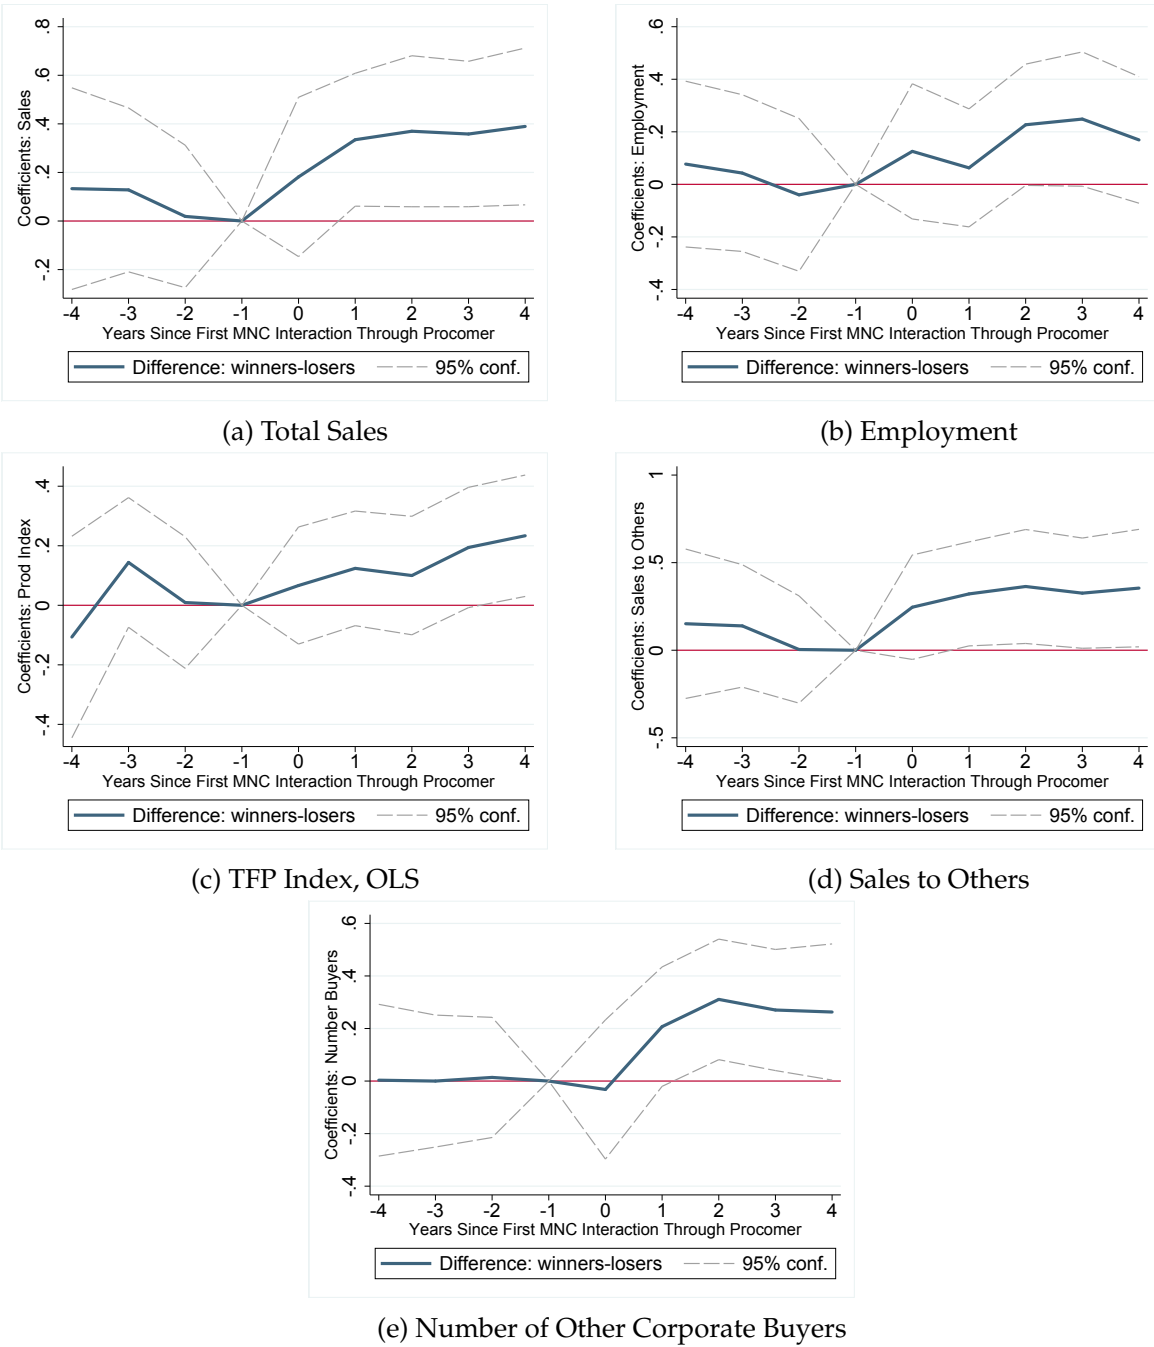 Coefficients: Sales
.8
.6
.4
.2
0
-.2
-4 -3 -2 -1 0 1 2 3 4
Years Since First MNC Interaction Through Procomer
Difference: winners-losers 95% conf.
(a) Total Sales
Coefficients: Employment
.6
.4
.2
0
-.2
-.4
-4 -3 -2 -1 0 1 2 3 4
Years Since First MNC Interaction Through Procomer
Difference: winners-losers 95% conf.
(b) Employment
Coefficients: Prod Index
.4
.2
0
-.2
-.4
-4 -3 -2 -1 0 1 2 3 4
Years Since First MNC Interaction Through Procomer
Difference: winners-losers 95% conf.
(c) TFP Index, OLS
Coefficients: Sales to Others
1
.5
0
-.5
-4 -3 -2 -1 0 1 2 3 4
Years Since First MNC Interaction Through Procomer
Difference: winners-losers 95% conf.
(d) Sales to Others
Coefficients: Number Buyers
.6
.4
.2
0
-.2
-.4
-4 -3 -2 -1 0 1 2 3 4
Years Since First MNC Interaction Through Procomer
Difference: winners-losers 95% conf.
(e) Number of Other Corporate Buyers